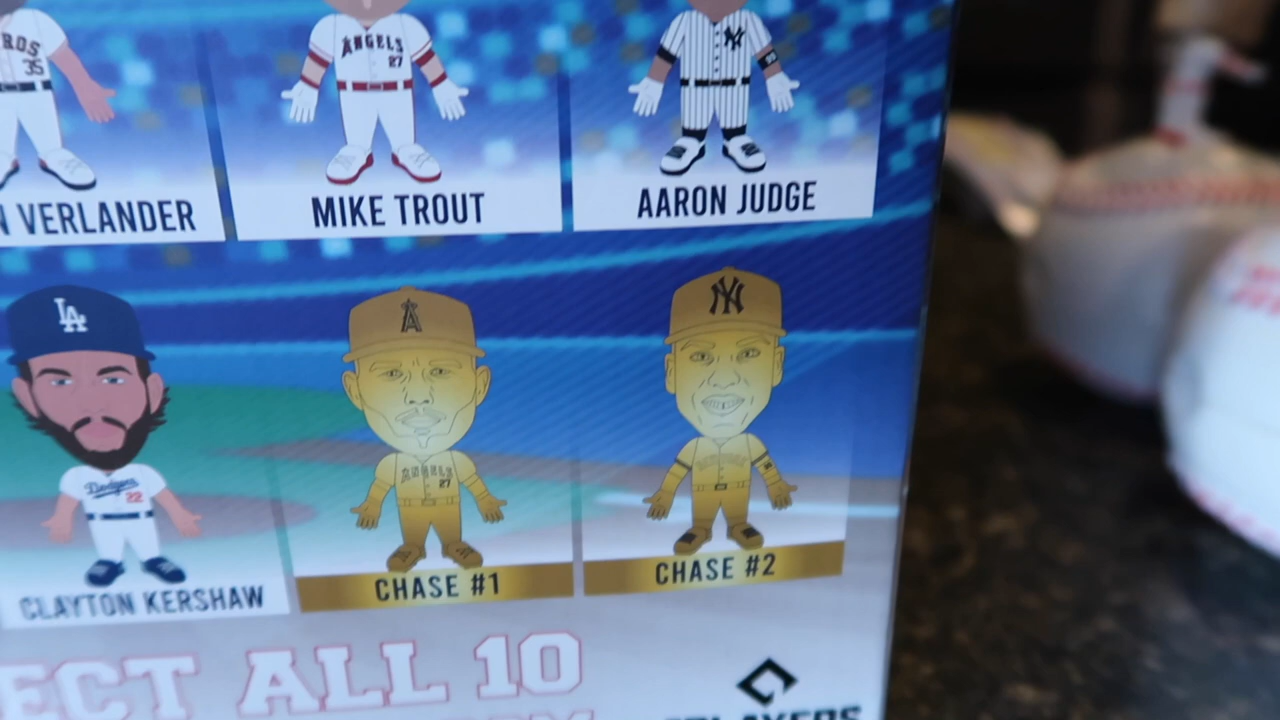 ROS
35
ANGELS
27
NY
N VERLANDER
MIKE TROUT
AARON JUDGE
LA
A
NY
Dodgers
22
ANGELS
27
CLAYTON KERSHAW
CHASE #1
CHASE #2
ECT ALL 10